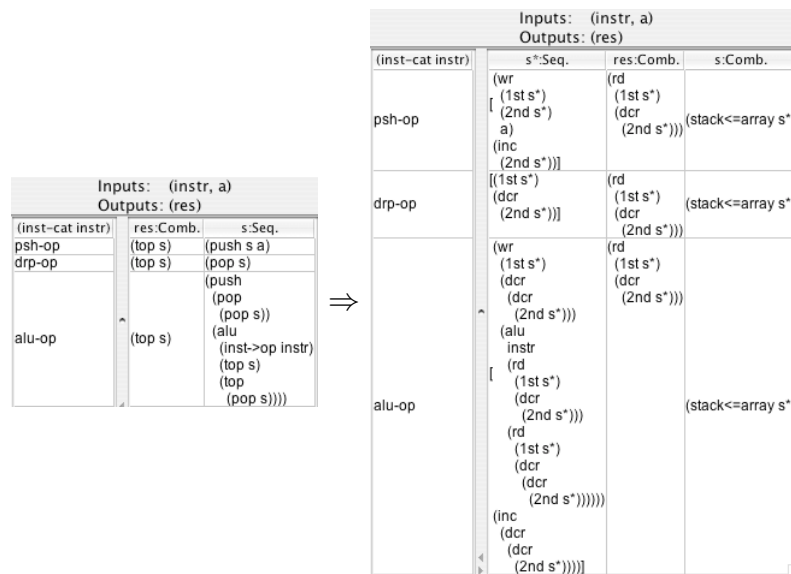 Inputs: (instr, a)
Outputs: (res)
(inst-cat instr) res:Comb. s:Seq.
psh-op (top s) (push s a)
drp-op (top s) (pop s)
alu-op (top s) (push
(pop
(pop s))
(alu
(inst->op instr)
(top s)
(top
(pop s))))
⇒
Inputs: (instr, a)
Outputs: (res)
(inst-cat instr) s*:Seq. res:Comb. s:Comb.
psh-op
[
(wr
(1st s*)
(2nd s*)
a)
(inc
(2nd s*))]
(rd
(1st s*)
(dcr
(2nd s*)))
(stack<=array s*
drp-op
[(1st s*)
(dcr
(2nd s*))]
(rd
(1st s*)
(dcr
(2nd s*)))
(stack<=array s*
alu-op
[
(wr
(1st s*)
(dcr
(dcr
(2nd s*)))
(alu
instr
(rd
(1st s*)
(dcr
(2nd s*)))
(rd
(1st s*)
(dcr
(dcr
(2nd s*))))))
(inc
(dcr
(dcr
(2nd s*))))]
(rd
(1st s*)
(dcr
(2nd s*)))
(stack<=array s*